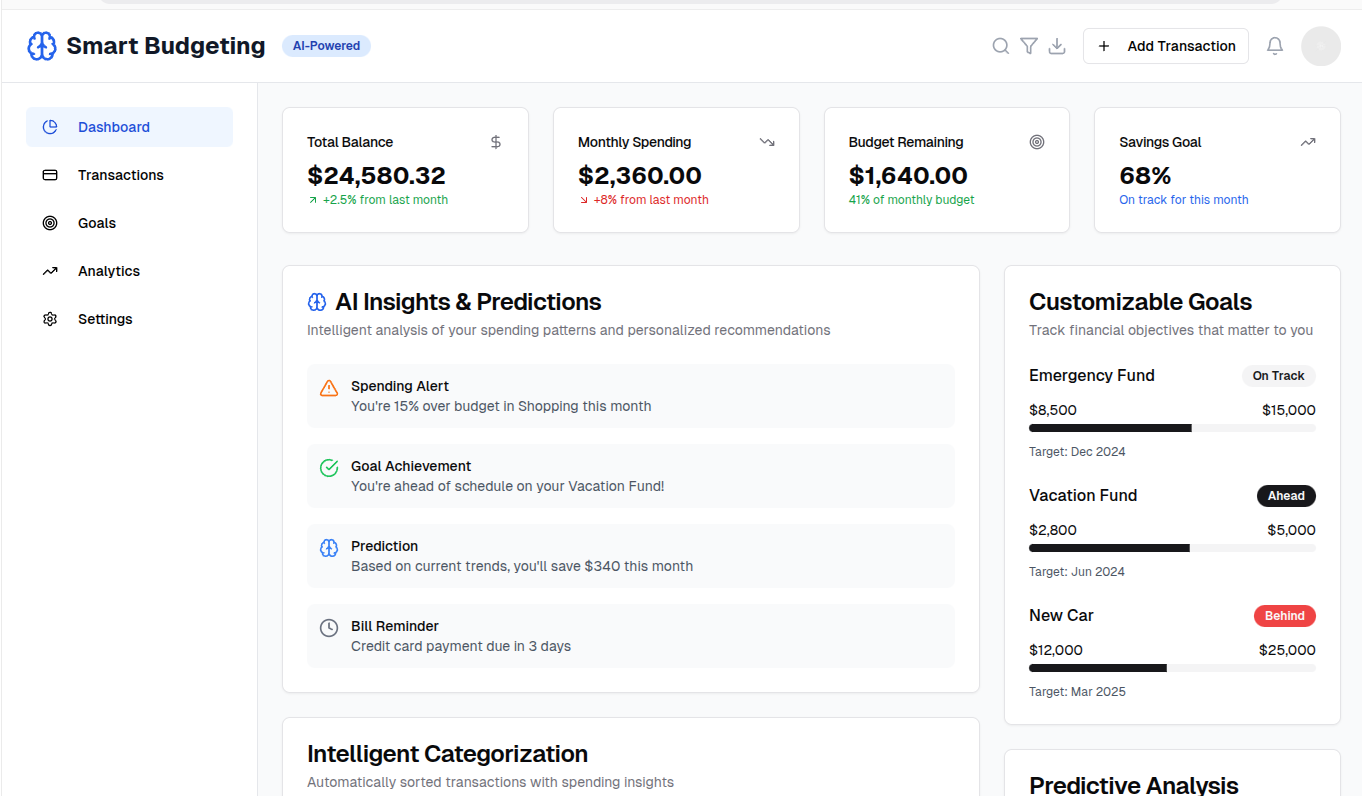 Smart Budgeting
AI-Powered
Add Transaction
Dashboard
Transactions
Goals
Analytics
Settings
Total Balance
$24,580.32
+2.5% from last month
Monthly Spending
$2,360.00
+8% from last month
Budget Remaining
$1,640.00
41% of monthly budget
Savings Goal
68%
On track for this month
AI Insights & Predictions
Intelligent analysis of your spending patterns and personalized recommendations
Spending Alert
You're 15% over budget in Shopping this month
Goal Achievement
You're ahead of schedule on your Vacation Fund!
Prediction
Based on current trends, you'll save $340 this month
Bill Reminder
Credit card payment due in 3 days
Customizable Goals
Track financial objectives that matter to you
Emergency Fund
On Track
$8,500
$15,000
Target: Dec 2024
Vacation Fund
Ahead
$2,800
$5,000
Target: Jun 2024
New Car
Behind
$12,000
$25,000
Target: Mar 2025
Intelligent Categorization
Automatically sorted transactions with spending insights
Predictive Analysis